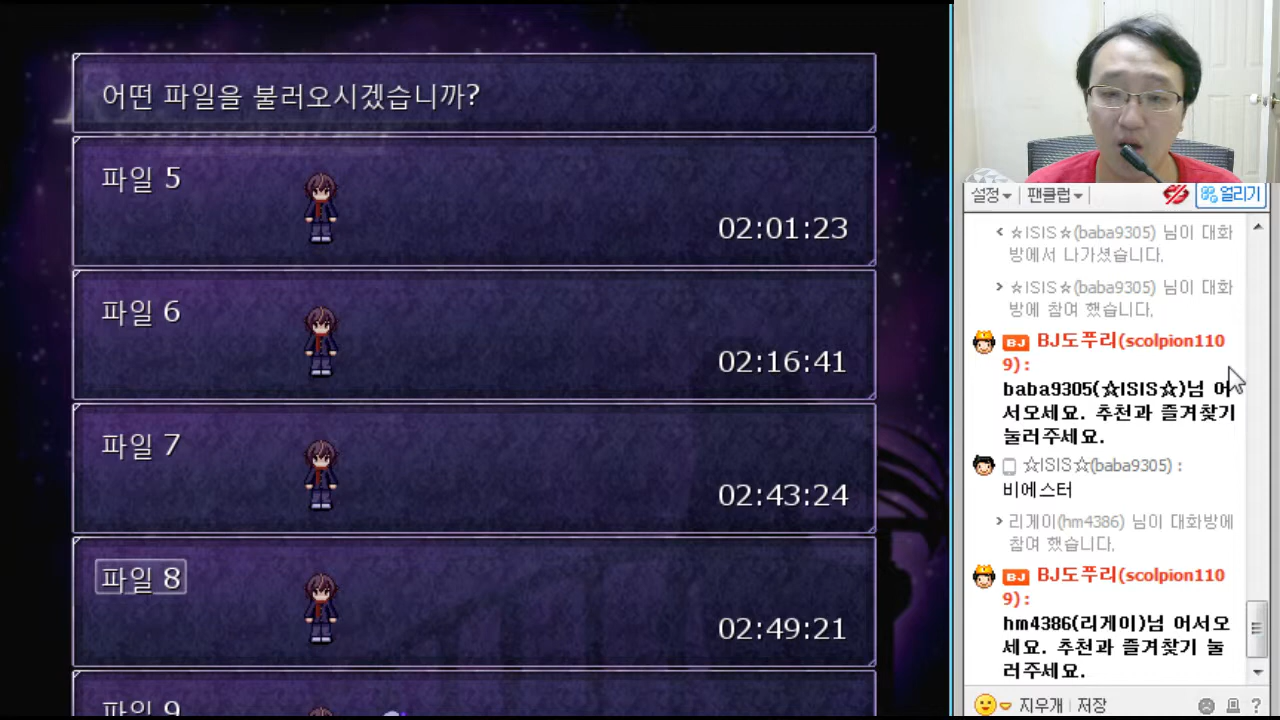 어떤 파일을 불러오시겠습니까?
파일 5
02:01:23
파일 6
02:16:41
파일 7
02:43:24
파일 8
02:49:21
파일 9
설정 팬클럽 얼리기
< ☆ISIS☆(baba9305) 님이 대화
방에서 나가셨습니다.
> ☆ISIS☆(baba9305) 님이 대화
방에 참여 했습니다.
BJ BJ도푸리(scolpion110
9) :
baba9305(☆ISIS☆)님 어
서오세요. 추천과 즐겨찾기
눌러주세요.
☆ISIS☆(baba9305) :
비에스터
> 리게이(hm4386) 님이 대화방에
참여 했습니다.
BJ BJ도푸리(scolpion110
9) :
hm4386(리게이)님 어서오
세요. 추천과 즐겨찾기 눌
러주세요.
지우개 저장 ?